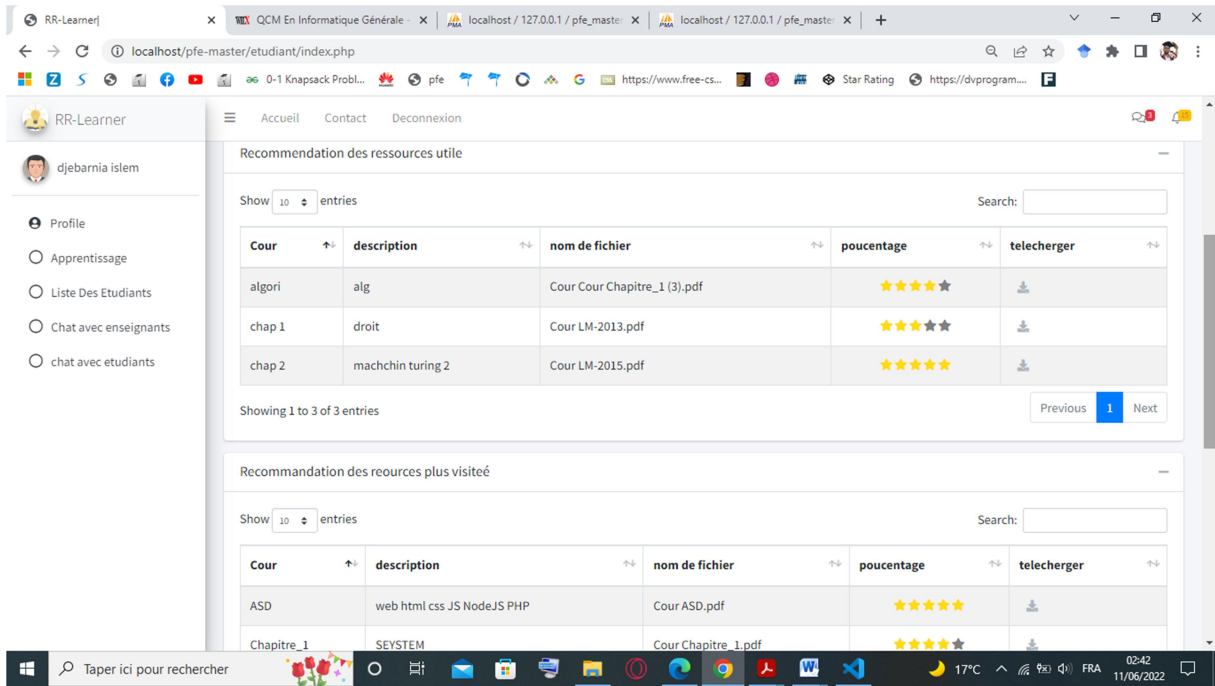 RR-Learner
QCM En Informatique Générale -
localhost / 127.0.0.1 / pfe_master
localhost / 127.0.0.1 / pfe_master
localhost/pfe-master/etudiant/index.php
0-1 Knapsack Probl...
pfe
https://www.free-cs...
Star Rating
https://dvprogram....
RR-Learner
Accueil Contact Deconnexion
3
djebarnia islem
Profile
Apprentissage
Liste Des Etudiants
Chat avec enseignants
chat avec etudiants
Recommendation des ressources utile
Show 10 entries Search:
Cour description nom de fichier poucentage telecherger
algori alg Cour Cour Chapitre_1 (3).pdf
chap 1 droit Cour LM-2013.pdf
chap 2 machchin turing 2 Cour LM-2015.pdf
Showing 1 to 3 of 3 entries Previous 1 Next
Recommandation des reources plus visiteé
Show 10 entries Search:
Cour description nom de fichier poucentage telecherger
ASD web html css JS NodeJS PHP Cour ASD.pdf
Chapitre_1 SEYSTEM Cour Chapitre_1.pdf
Taper ici pour rechercher
17°C FRA
02:42
11/06/2022